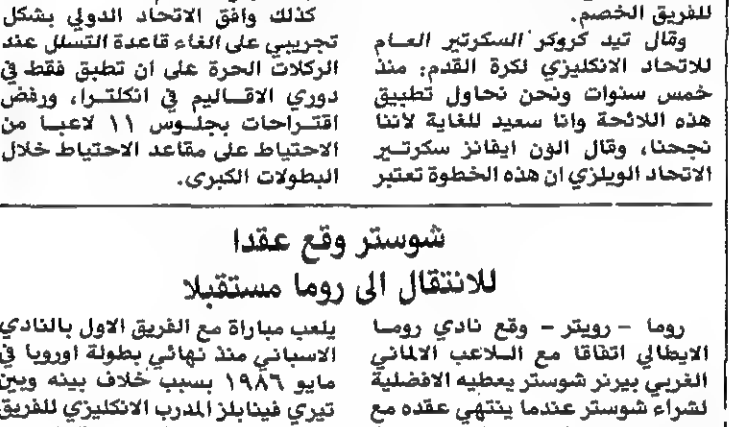 للفريق الخصم.
وقال تيد كروكر السكرتير العام
للاتحاد الانكليزي لكرة القدم: منذ
خمس سنوات ونحن نحاول تطبيق
هذه اللائحة وانا سعيد للغاية لاننا
نجحنا، وقال الون ايفانز سكرتير
الاتحاد الويلزي ان هذه الخطوة تعتبر
كذلك وافق الاتحاد الدولي بشكل
تجريبي على الغاء قاعدة التسلل عند
الركلات الحرة على ان تطبق فقط في
دوري الاقاليم في انكلترا، ورفض
اقتراحات بجلوس ١١ لاعبا من
الاحتياط على مقاعد الاحتياط خلال
البطولات الكبرى.
شوستر وقع عقدا
للانتقال الى روما مستقبلا
روما - رويتر - وقع نادي روما
الايطالي اتفاقا مع اللاعب الالماني
الغربي بيرنر شوستر يعطيه الافضلية
لشراء شوستر عندما ينتهي عقده مع
يلعب مباراة مع الفريق الاول بالنادي
الاسباني منذ نهائي بطولة اوروبا في
مايو ١٩٨٦ بسبب خلاف بينه وبين
تيري فينابلز المدرب الانكليزي للفريق